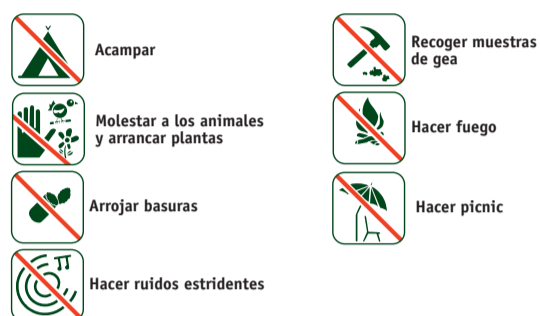 Acampar
Molestar a los animales
y arrancar plantas
Arrojar basuras
Hacer ruidos estridentes
Recoger muestras
de gea
Hacer fuego
Hacer picnic